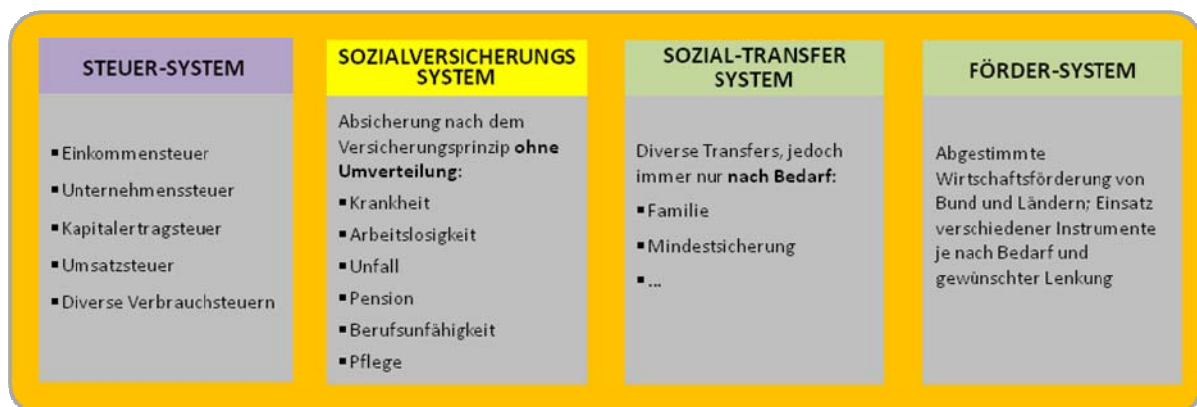 STEUER-SYSTEM
▪Einkommensteuer
▪Unternehmenssteuer
▪Kapitalertragsteuer
▪Umsatzsteuer
▪Diverse Verbrauchsteuern
SOZIALVERSICHERUNGS
SYSTEM
Absicherung nach dem
Versicherungsprinzip ohne
Umverteilung:
▪Krankheit
▪Arbeitslosigkeit
▪Unfall
▪Pension
▪Berufsunfähigkeit
▪Pflege
SOZIAL-TRANSFER
SYSTEM
Diverse Transfers, jedoch
immer nur nach Bedarf:
▪Familie
▪Mindestsicherung
▪...
FÖRDER-SYSTEM
Abgestimmte
Wirtschaftsförderung von
Bund und Ländern; Einsatz
verschiedener Instrumente
je nach Bedarf und
gewünschter Lenkung